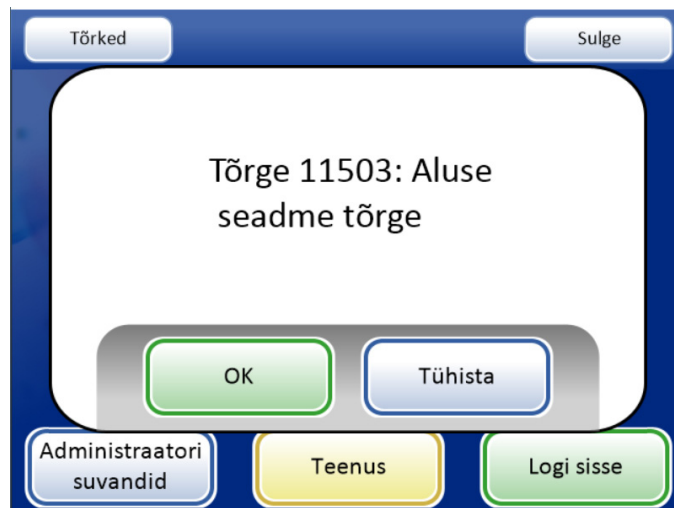 Tõrked
Sulge
Tõrge 11503: Aluse
seadme tõrge
OK
Tühista
Administraatori
suvandid
Teenus
Logi sisse